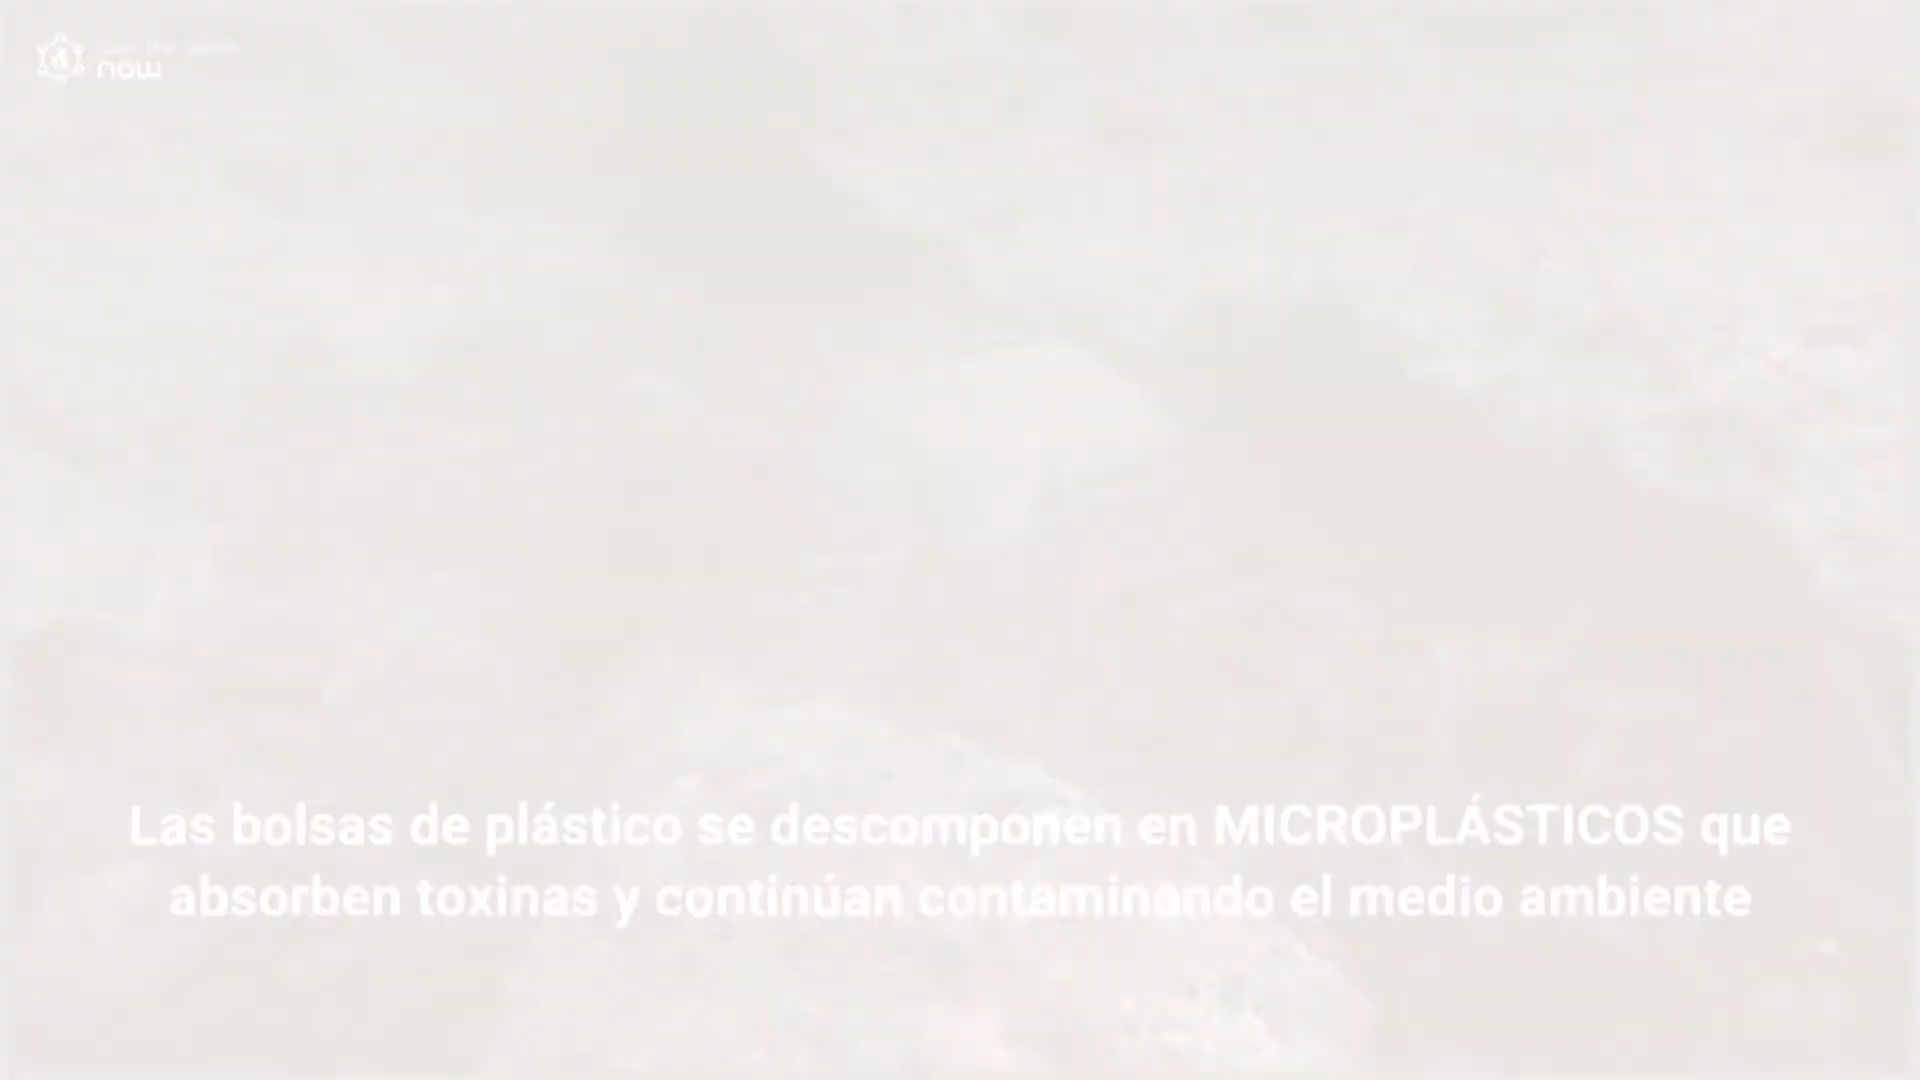 now
Las bolsas de plástico se descomponen en MICROPLÁSTICOS que
absorben toxinas y continúan contaminando el medio ambiente